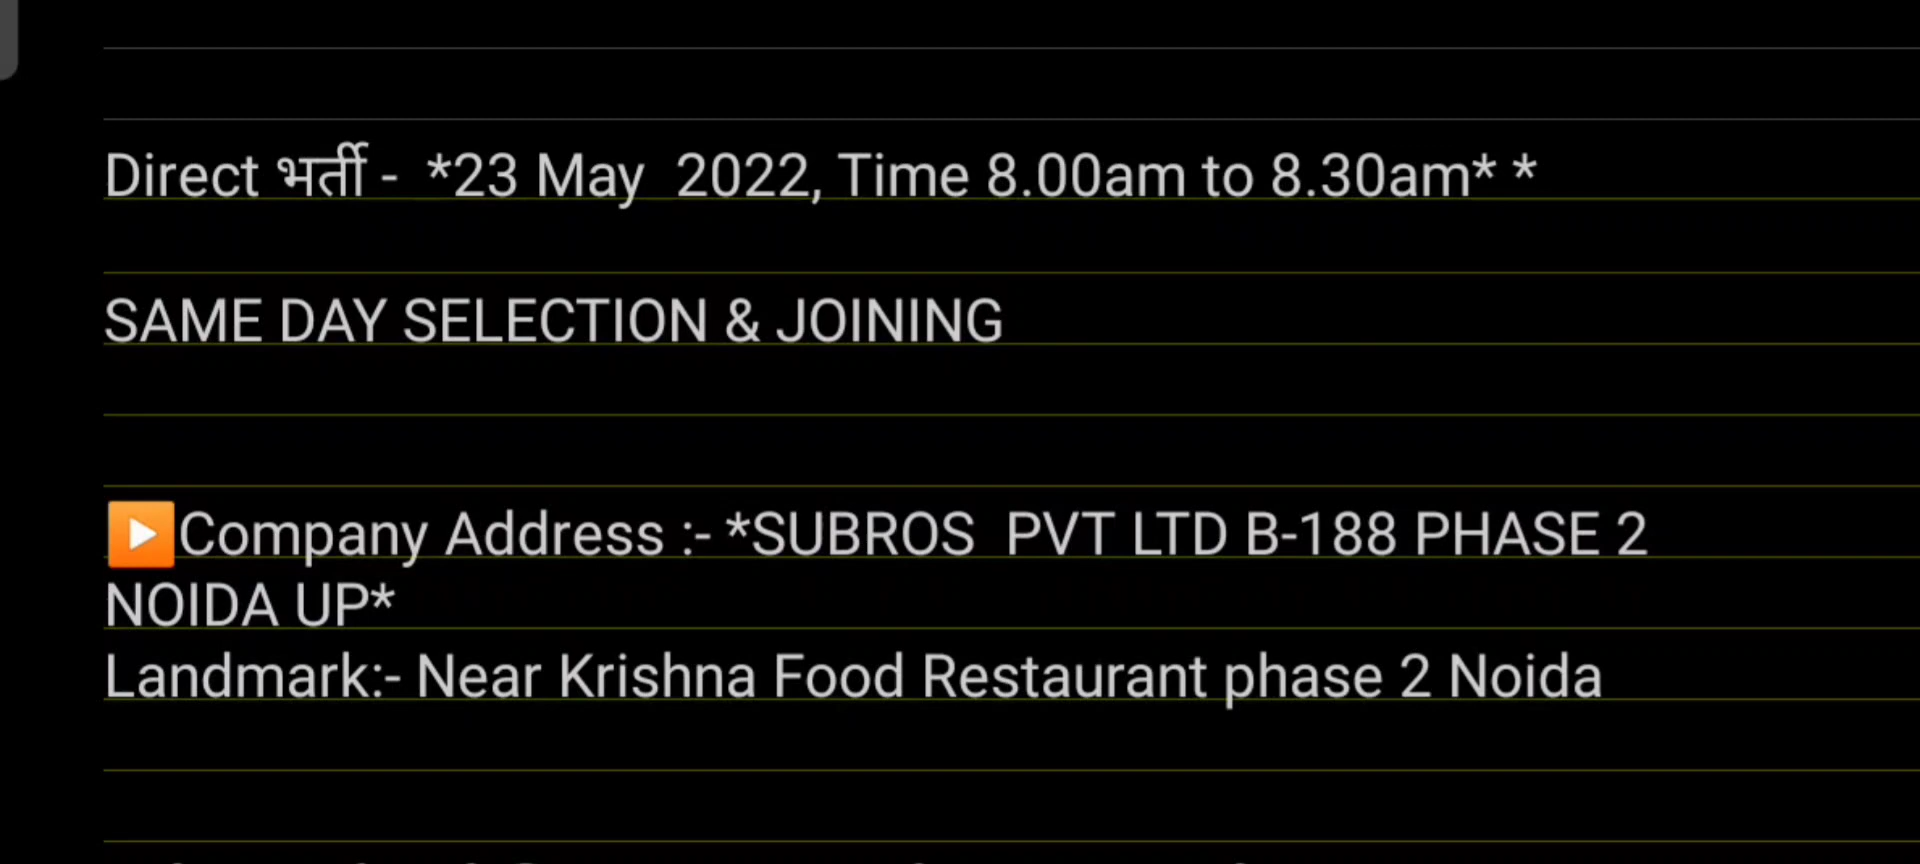 Direct भर्ती - *23 May 2022, Time 8.00am to 8.30am* *
SAME DAY SELECTION & JOINING
▶️Company Address :- *SUBROS PVT LTD B-188 PHASE 2
NOIDA UP*
Landmark:- Near Krishna Food Restaurant phase 2 Noida